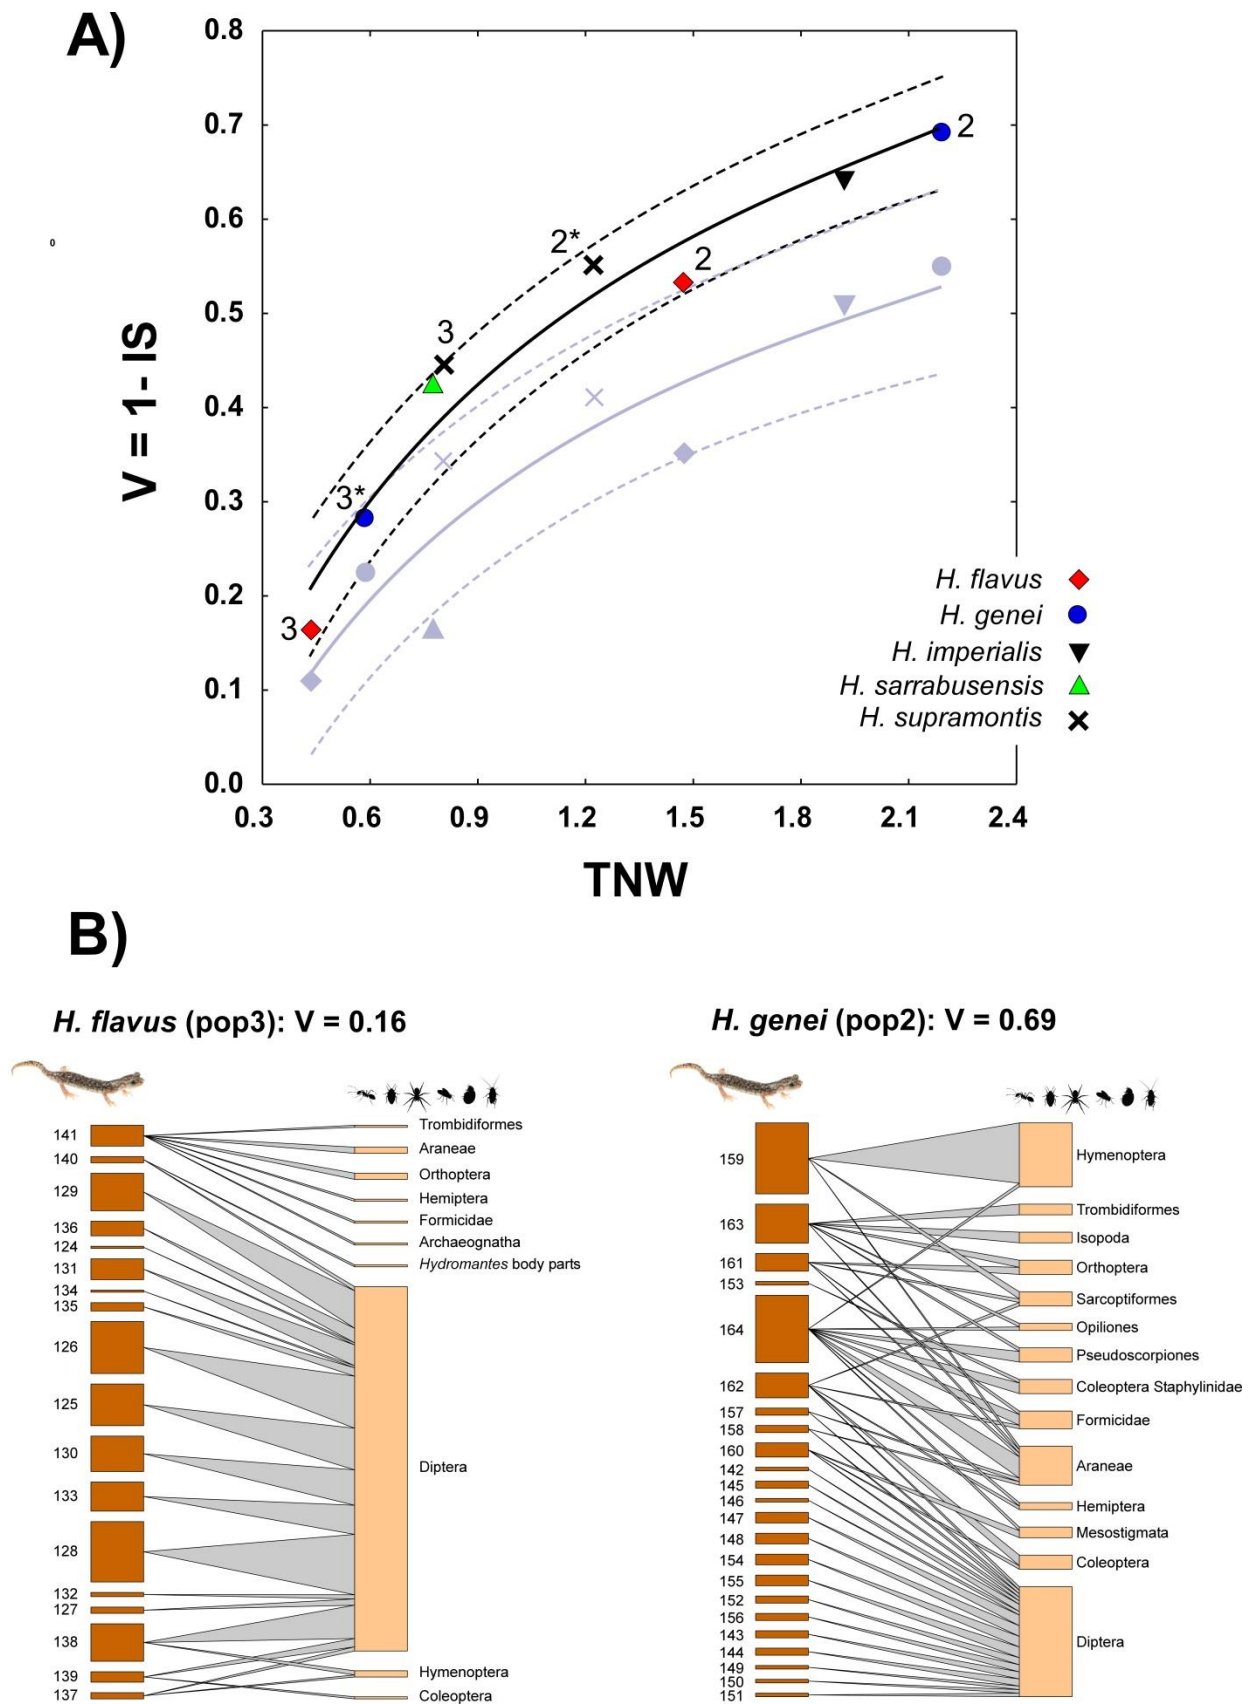 A)
0.8
0.7
0.6
0.5
0.4
0.3
0.2
0.1
0.0
0
V = 1- IS
2
2*
2
3
3*
3
H. flavus
H. genei
H. imperialis
H. sarrabusensis
H. supramontis
0.3 0.6 0.9 1.2 1.5 1.8 2.1 2.4
TNW
B)
H. flavus (pop3): V = 0.16
141
140
129
136
124
131
134
135
126
125
130
133
128
132
127
138
139
137
Trombidiformes
Araneae
Orthoptera
Hemiptera
Formicidae
Archaeognatha
Hydromantes body parts
Diptera
Hymenoptera
Coleoptera
H. genei (pop2): V = 0.69
159
163
161
153
164
162
157
158
160
142
145
146
147
148
154
155
152
156
143
144
149
150
151
Hymenoptera
Trombidiformes
Isopoda
Orthoptera
Sarcoptiformes
Opiliones
Pseudoscorpiones
Coleoptera Staphylinidae
Formicidae
Araneae
Hemiptera
Mesostigmata
Coleoptera
Diptera